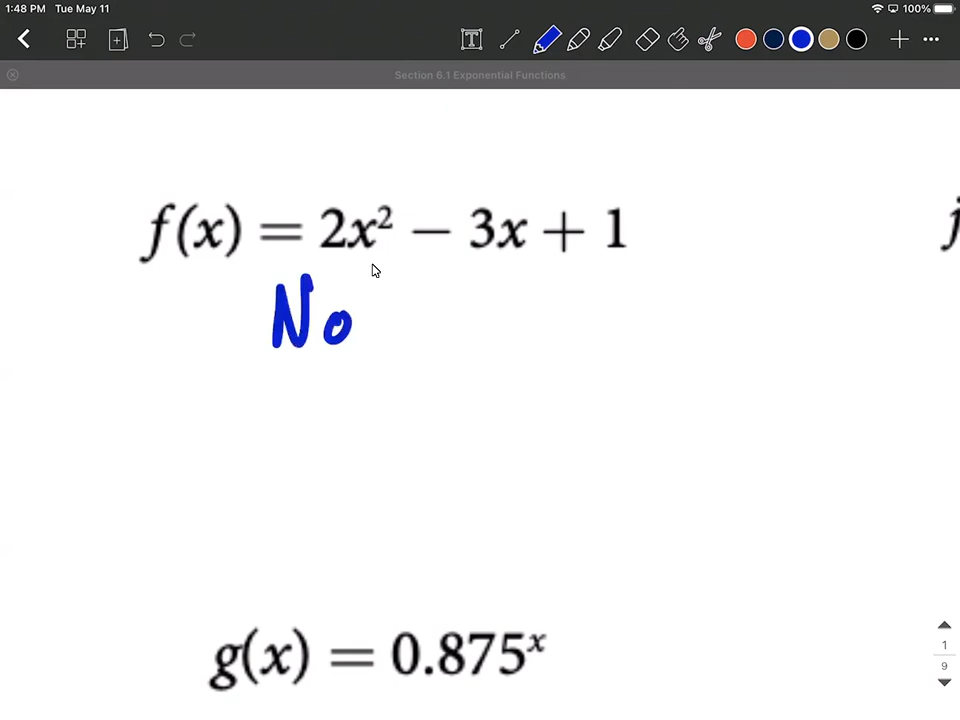 1:48 PM Tue May 11 100%
Section 6.1 Exponential Functions
f(x) = 2x² − 3x + 1
j
No
g(x) = 0.875ˣ
1
9